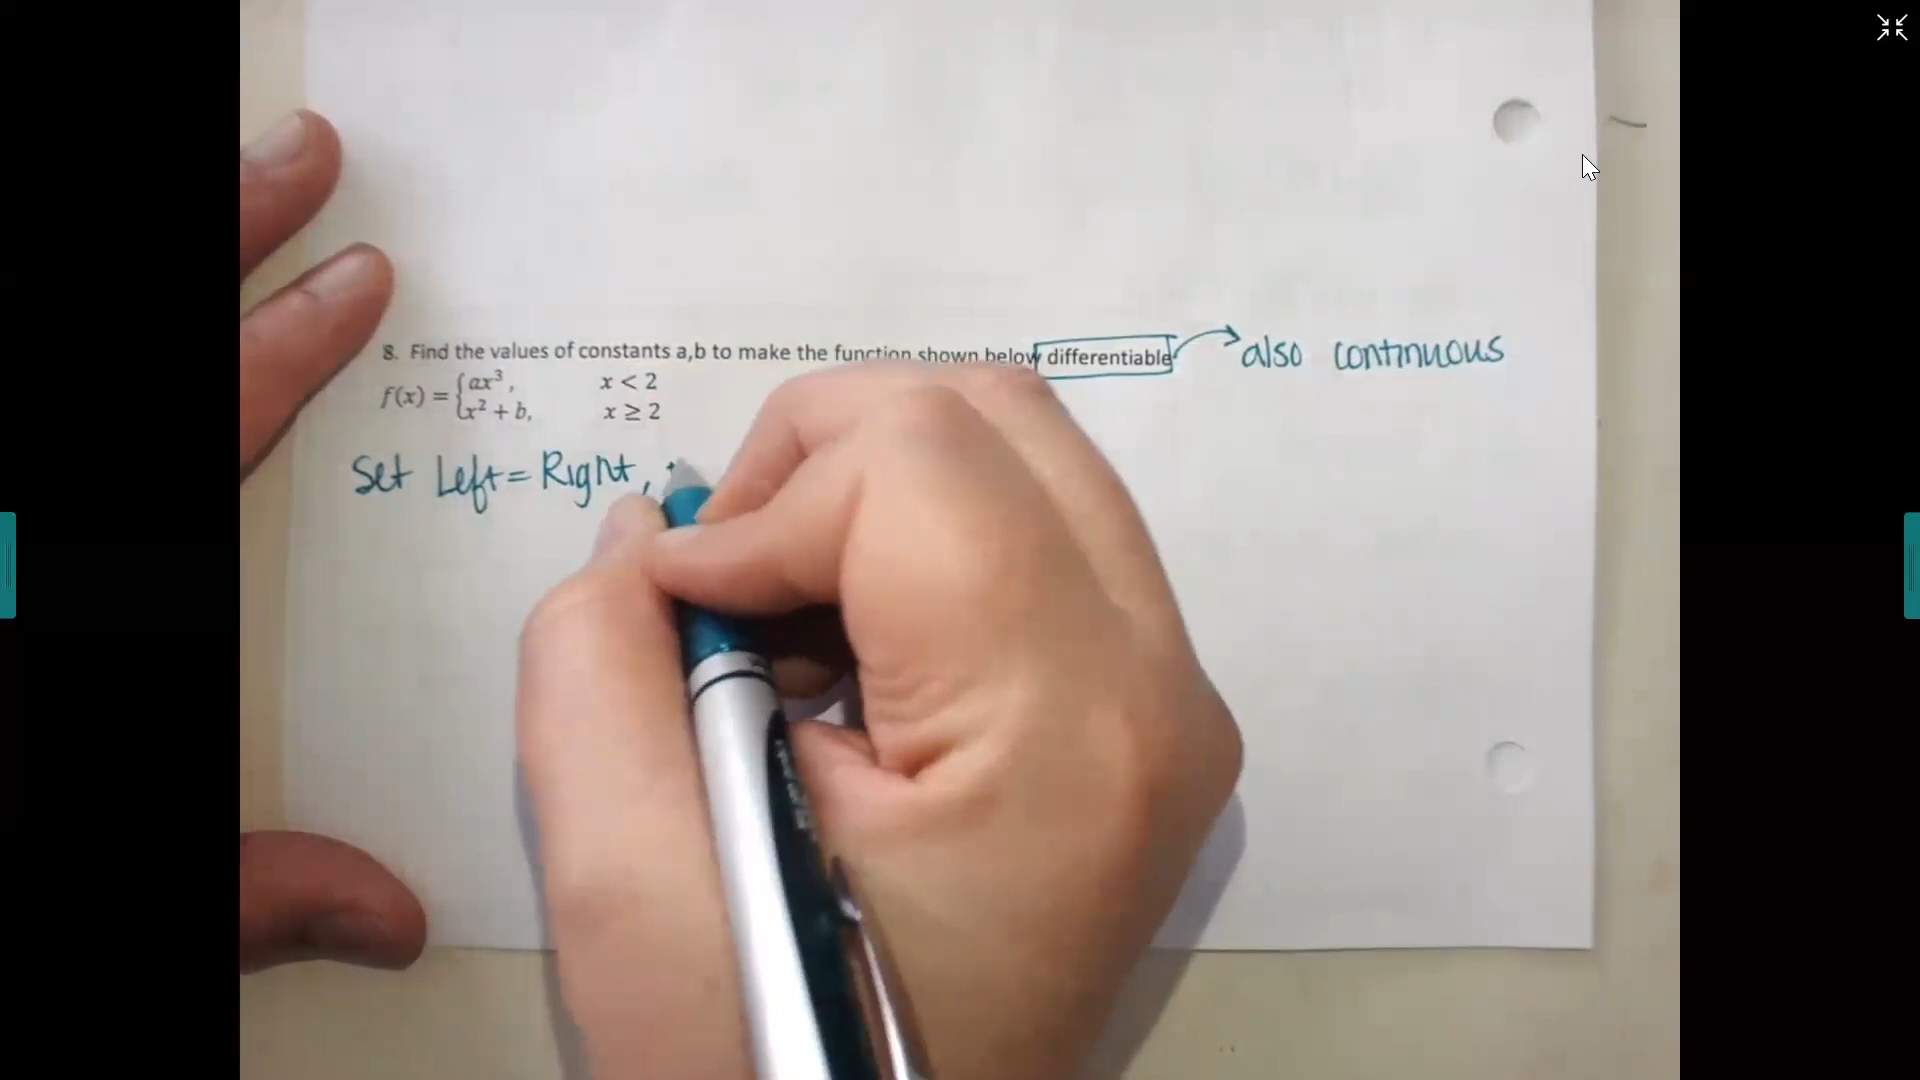 8. Find the values of constants a,b to make the function shown below differentiable also continuous
f(x) = { ax³, x < 2
x² + b, x ≥ 2
Set Left = Right,